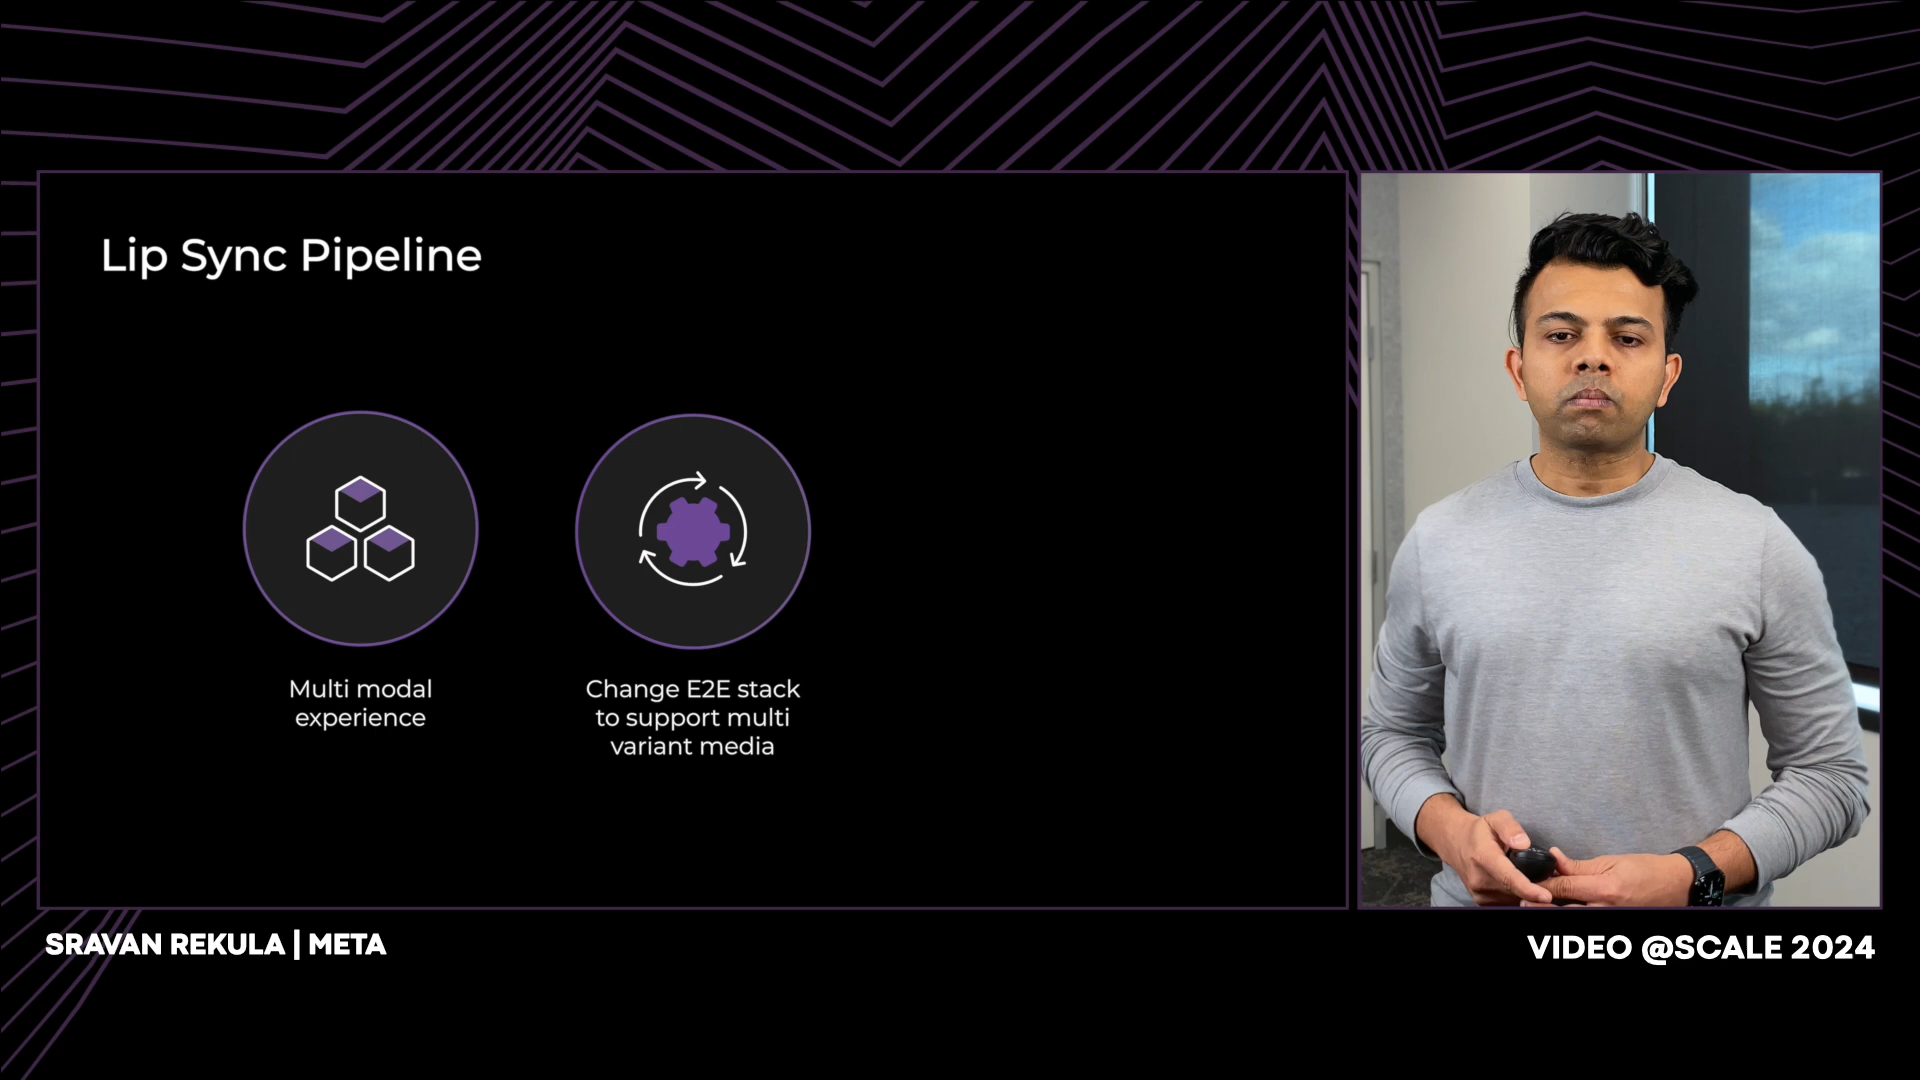 Lip Sync Pipeline
Multi modal
experience
Change E2E stack
to support multi
variant media
SRAVAN REKULA | META
VIDEO @SCALE 2024